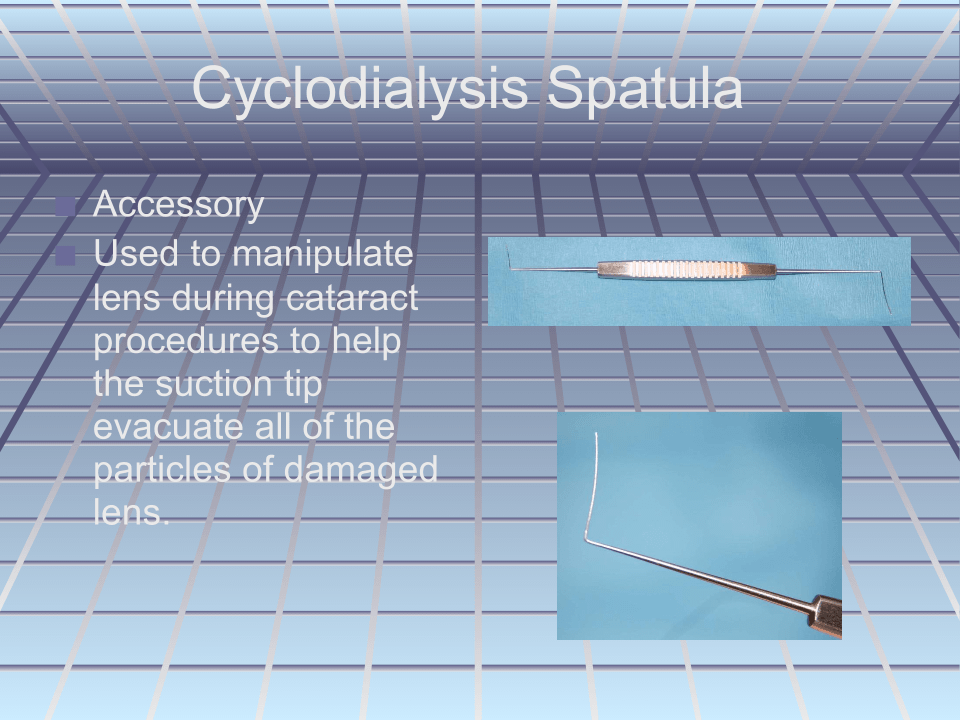 Cyclodialysis Spatula
Accessory
Used to manipulate
lens during cataract
procedures to help
the suction tip
evacuate all of the
particles of damaged
lens.